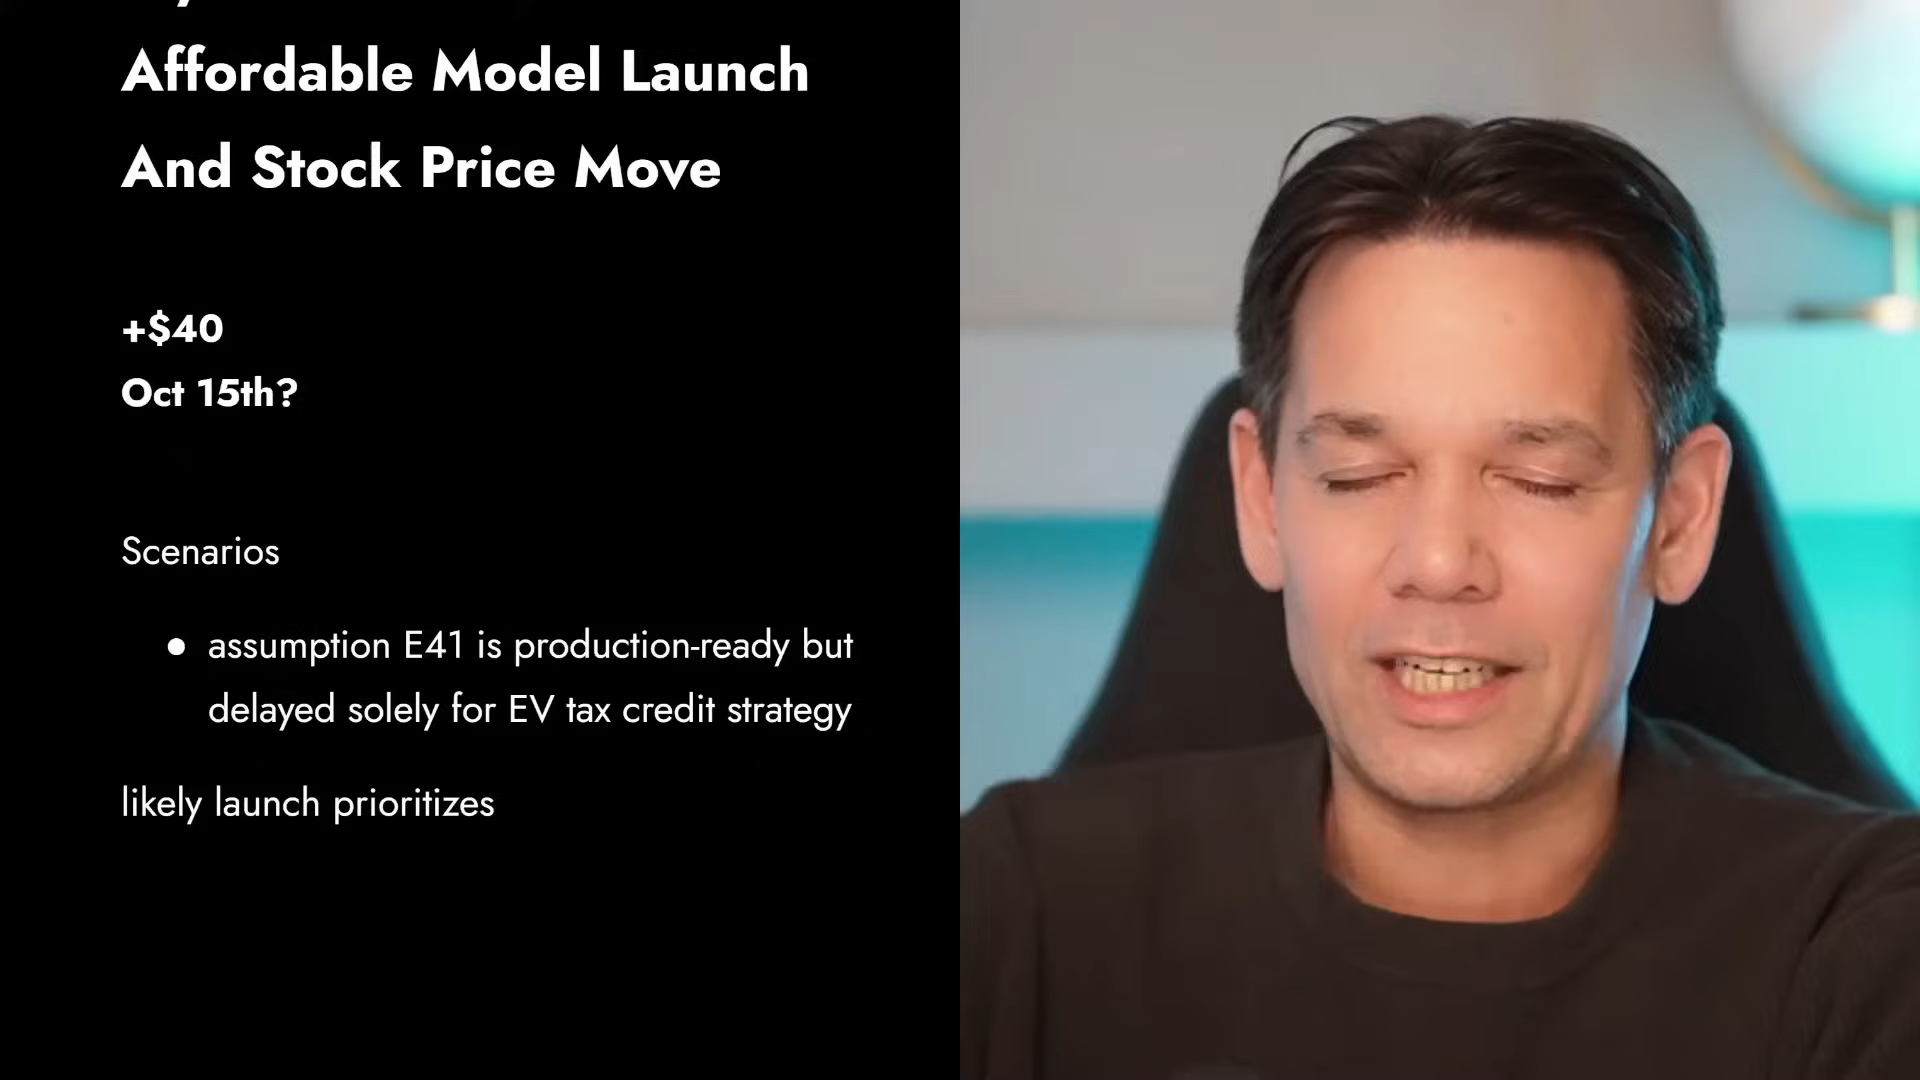 Affordable Model Launch
And Stock Price Move
+$40
Oct 15th?
Scenarios
● assumption E41 is production-ready but
delayed solely for EV tax credit strategy
likely launch prioritizes